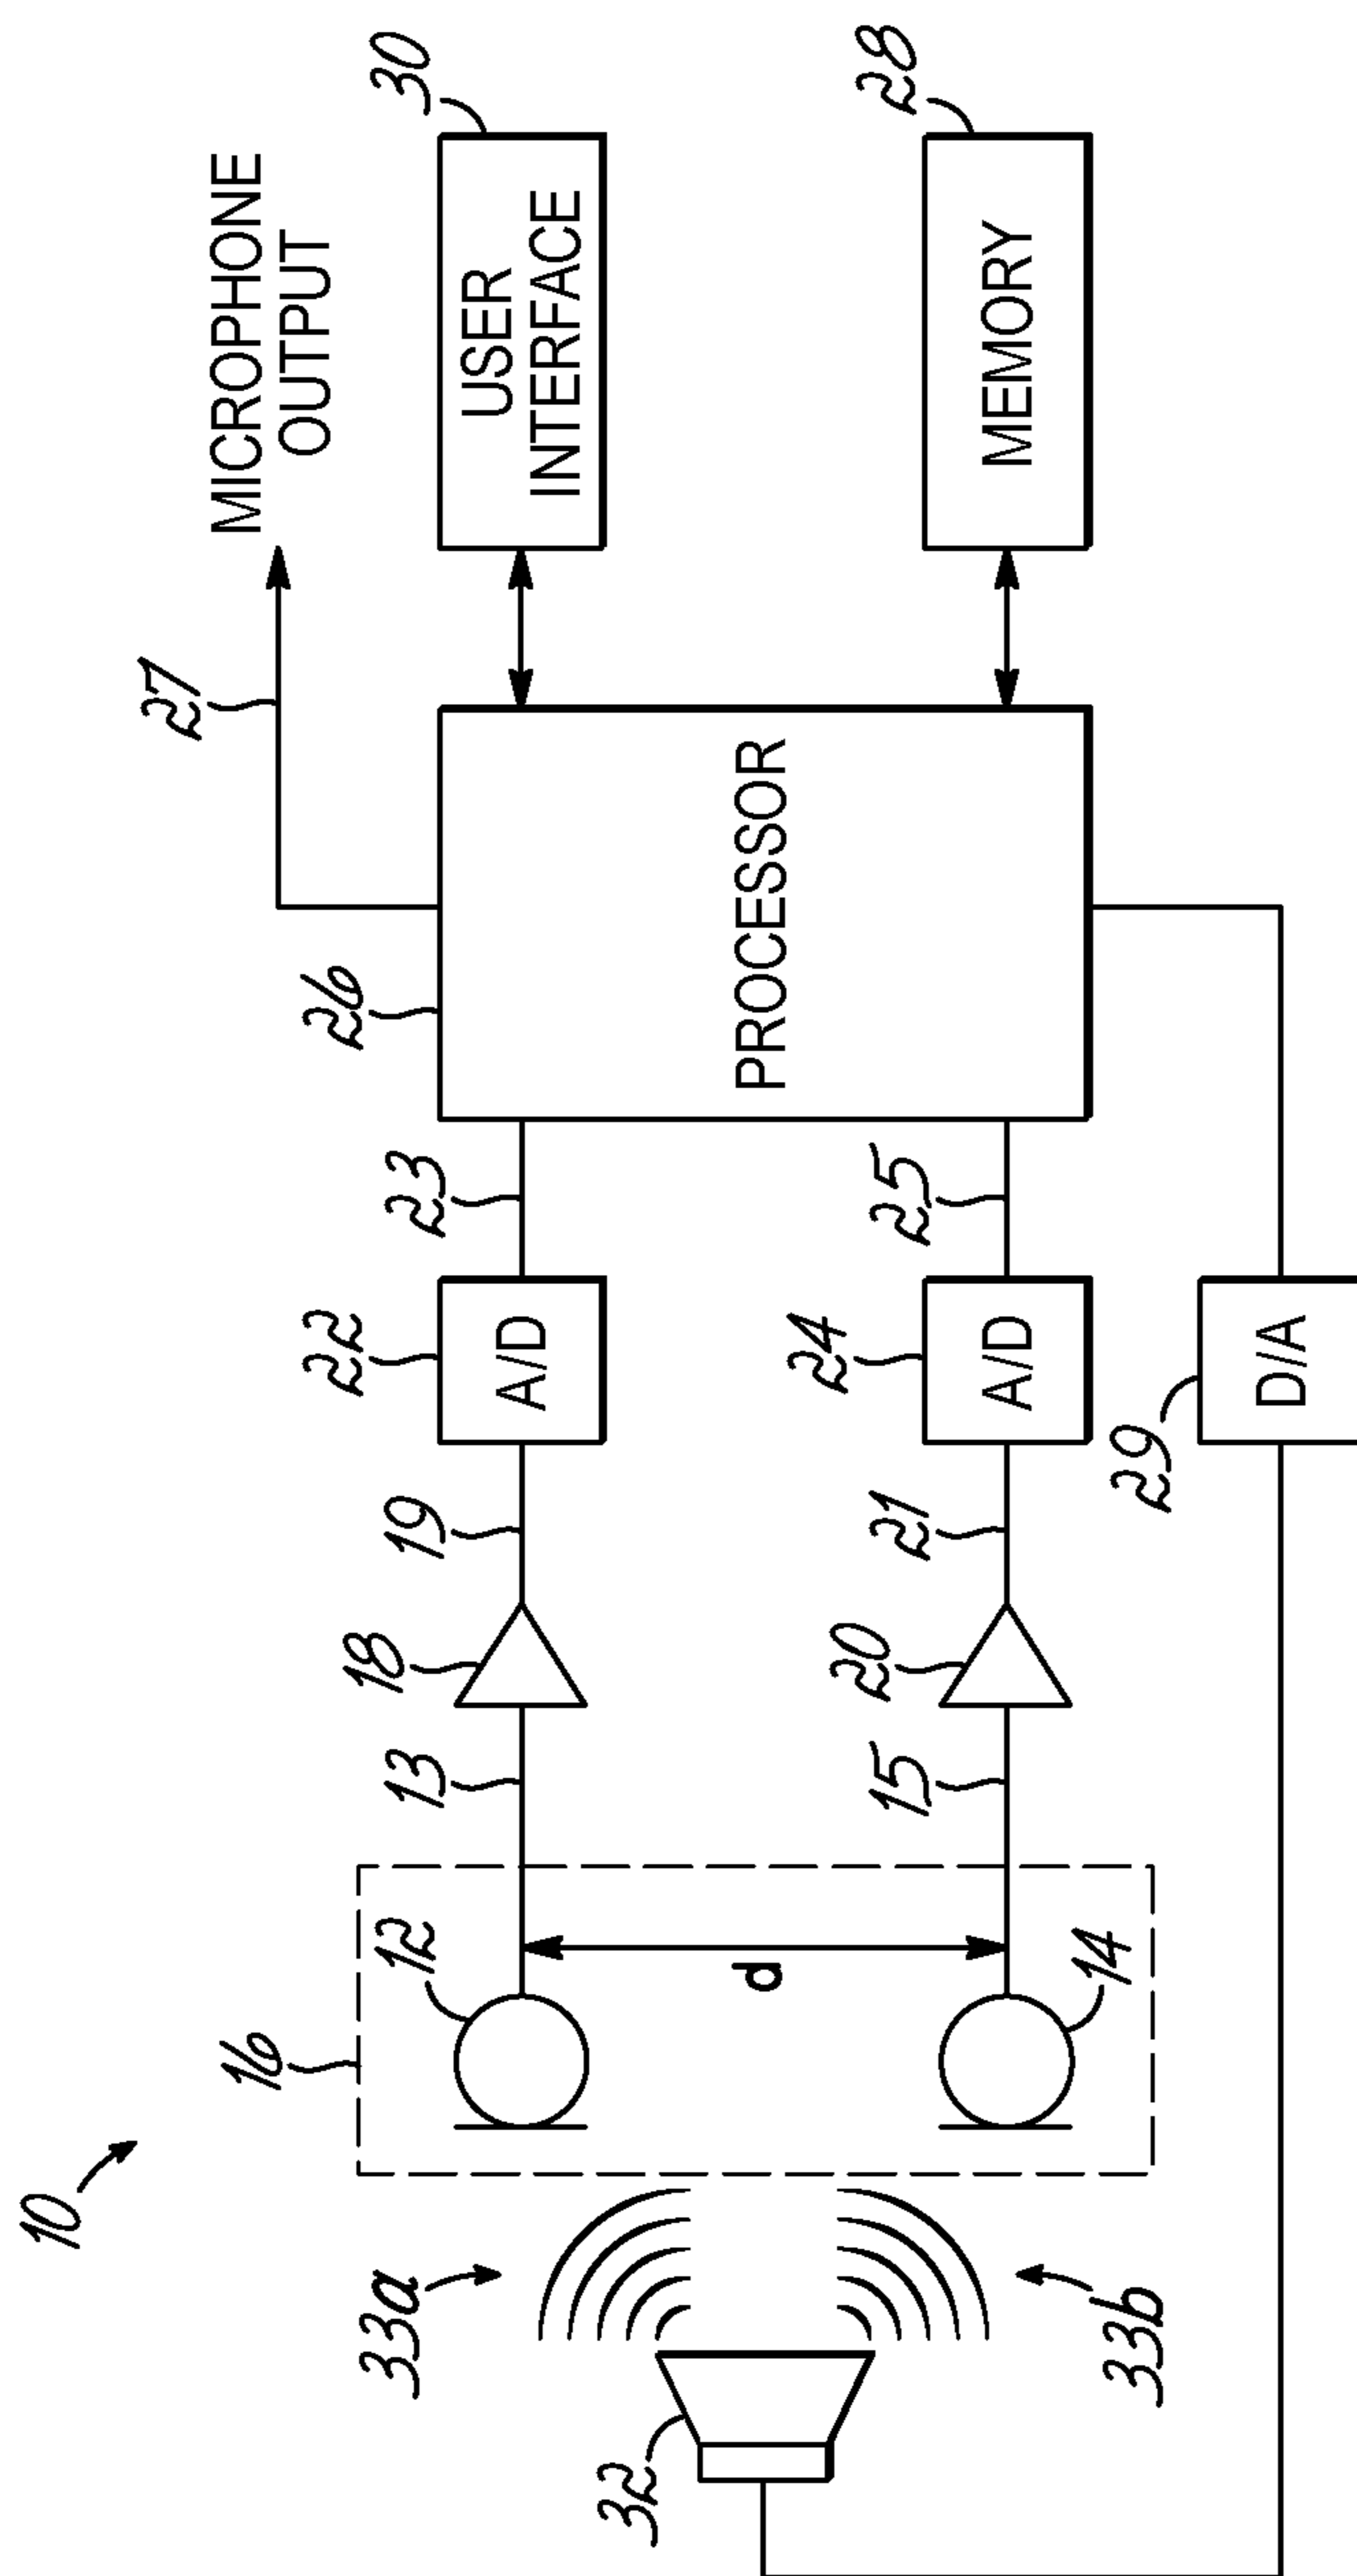 10
16
12
14
d
13
15
18
20
19
21
22
A/D
24
A/D
23
25
26
PROCESSOR
27
MICROPHONE
OUTPUT
30
USER
INTERFACE
28
MEMORY
29
D/A
32
33a
33b